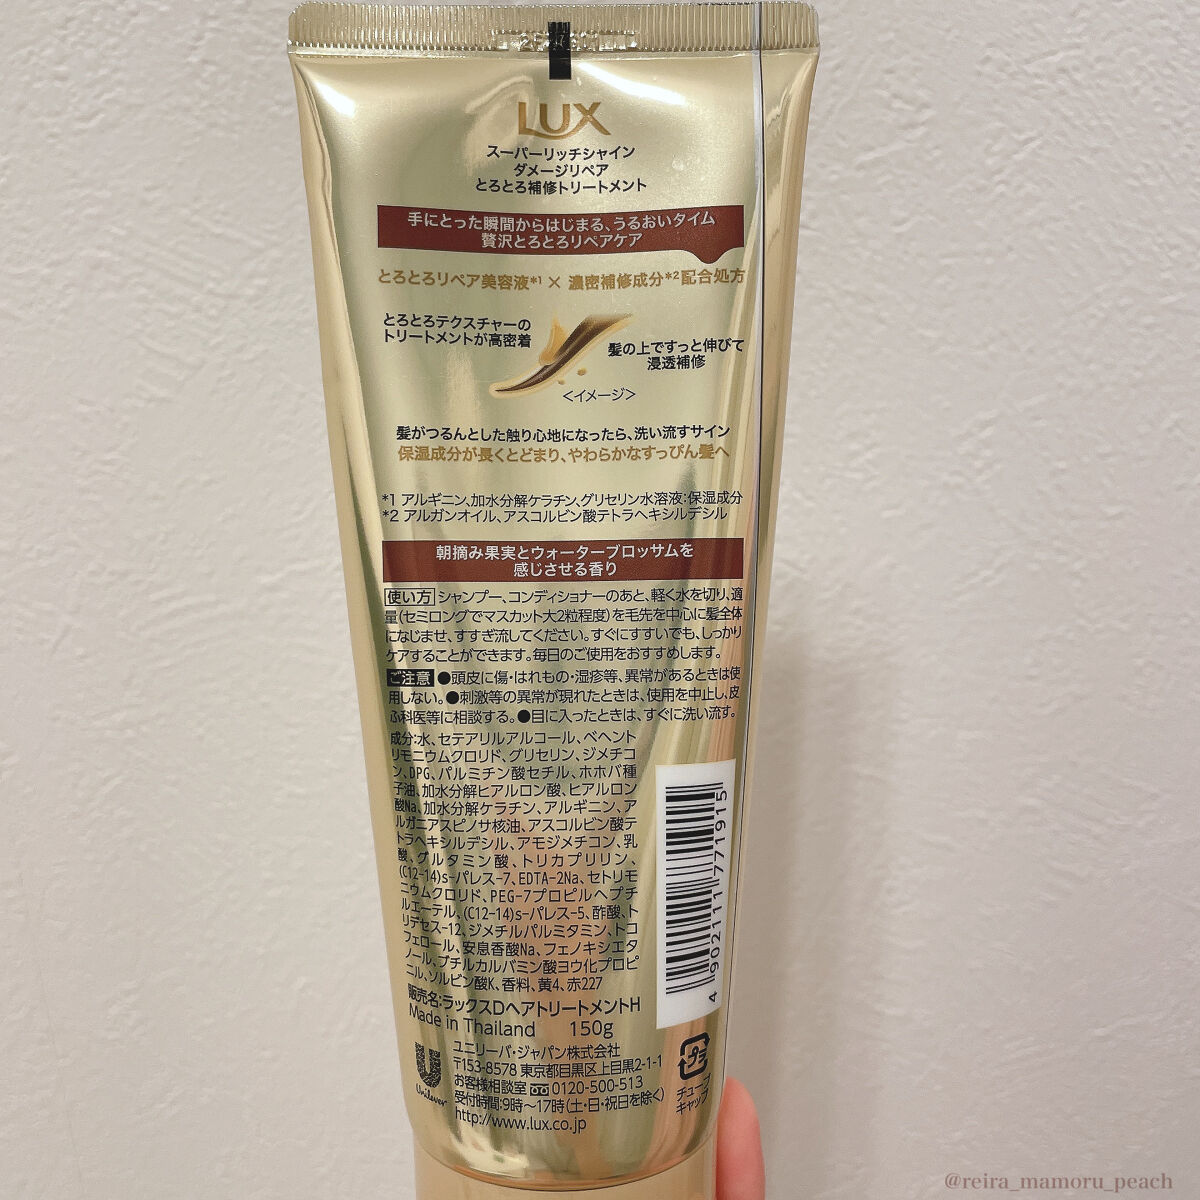 LUX
スーパーリッチシャイン
ダメージリペア
とろとろ補修トリートメント
手にとった瞬間からはじまる、うるおいタイム
贅沢とろとろリペアケア
とろとろリペア美容液*1 × 濃密補修成分*2配合処方
とろとろテクスチャーの
トリートメントが高密着
髪の上ですっと伸びて
浸透補修
<イメージ>
髪がつるんとした触り心地になったら、洗い流すサイン
保湿成分が長くとどまり、やわらかなすっぴん髪へ
*1 アルギニン、加水分解ケラチン、グリセリン水溶液:保湿成分
*2 アルガンオイル、アスコルビン酸テトラヘキシルデシル
朝摘み果実とウォーターブロッサムを
感じさせる香り
使い方 シャンプー、コンディショナーのあと、軽く水を切り、適
量(セミロングでマスカット大2粒程度)を毛先を中心に髪全体
になじませ、すすぎ流してください。すぐにすすいでも、しっかり
ケアすることができます。毎日のご使用をおすすめします。
ご注意 ●頭皮に傷・はれもの・湿疹等、異常があるときは使
用しない。●刺激等の異常が現れたときは、使用を中止し、皮
ふ科医等に相談する。●目に入ったときは、すぐに洗い流す。
成分:水、セテアリルアルコール、ベヘント
リモニウムクロリド、グリセリン、ジメチコ
ン、DPG、パルミチン酸セチル、ホホバ種
子油、加水分解ヒアルロン酸、ヒアルロン
酸Na、加水分解ケラチン、アルギニン、ア
ルガニアスピノサ核油、アスコルビン酸テ
トラヘキシルデシル、アモジメチコン、乳
酸、グルタミン酸、トリカプリリン、
(C12-14)s-パレス-7、EDTA-2Na、セトリモ
ニウムクロリド、PEG-7プロピルヘプチ
ルエーテル、(C12-14)s-パレス-5、酢酸、ト
リデセス-12、ジメチルパルミタミン、トコ
フェロール、安息香酸Na、フェノキシエタ
ノール、ブチルカルバミン酸ヨウ化プロピ
ニル、ソルビン酸K、香料、黄4、赤227
販売名:ラックスDヘアトリートメントH
Made in Thailand 150g
4 902111 771915
Unilever
ユニリーバ・ジャパン株式会社
〒153-8578 東京都目黒区上目黒2-1-1
お客様相談室 0120-500-513
受付時間:9時〜17時(土・日・祝日を除く)
http://www.lux.co.jp
プラ
チューブ
キャップ
@reira_mamoru_peach